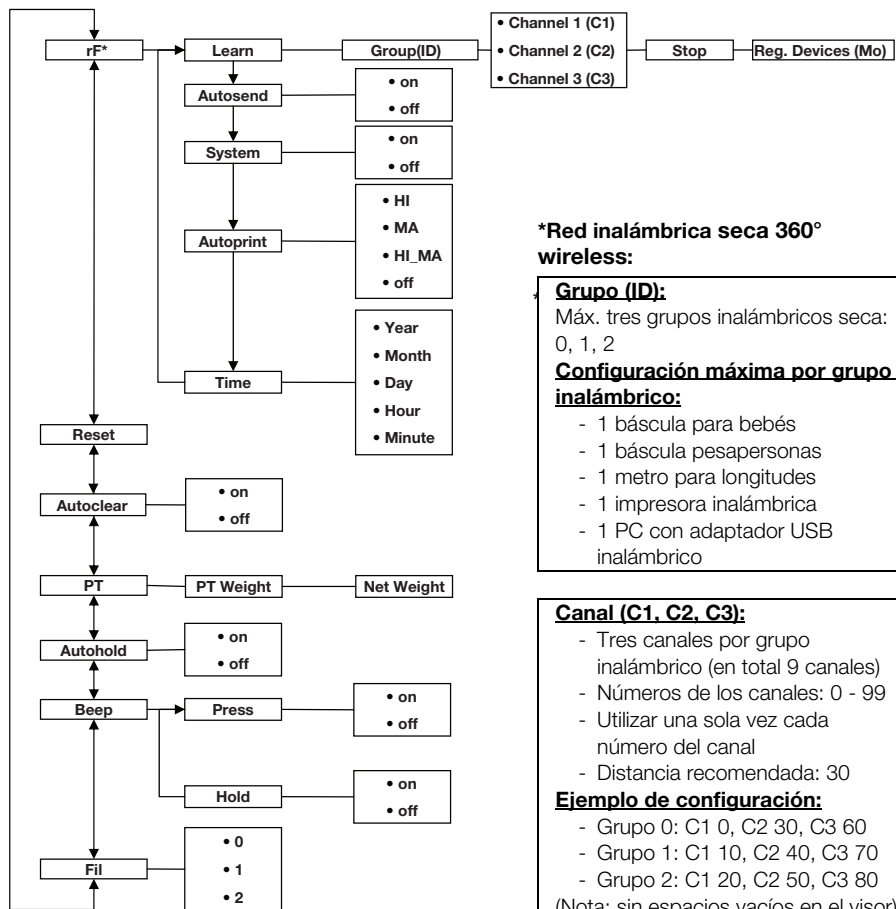 rF*
Learn
Group(ID)
• Channel 1 (C1)
• Channel 2 (C2)
• Channel 3 (C3)
Stop
Reg. Devices (Mo)
Autosend
• on
• off
System
• on
• off
Autoprint
• HI
• MA
• HI_MA
• off
Time
• Year
• Month
• Day
• Hour
• Minute
Reset
Autoclear
• on
• off
PT
PT Weight
Net Weight
Autohold
• on
• off
Beep
Press
• on
• off
Hold
• on
• off
Fil
• 0
• 1
• 2
*Red inalámbrica seca 360°
wireless:
*
Grupo (ID):
Máx. tres grupos inalámbricos seca:
0, 1, 2
Configuración máxima por grupo
inalámbrico:
- 1 báscula para bebés
- 1 báscula pesapersonas
- 1 metro para longitudes
- 1 impresora inalámbrica
- 1 PC con adaptador USB
inalámbrico
Canal (C1, C2, C3):
- Tres canales por grupo
inalámbrico (en total 9 canales)
- Números de los canales: 0 - 99
- Utilizar una sola vez cada
número del canal
- Distancia recomendada: 30
Ejemplo de configuración:
- Grupo 0: C1 0, C2 30, C3 60
- Grupo 1: C1 10, C2 40, C3 70
- Grupo 2: C1 20, C2 50, C3 80
(Nota: sin espacios vacíos en el visor)